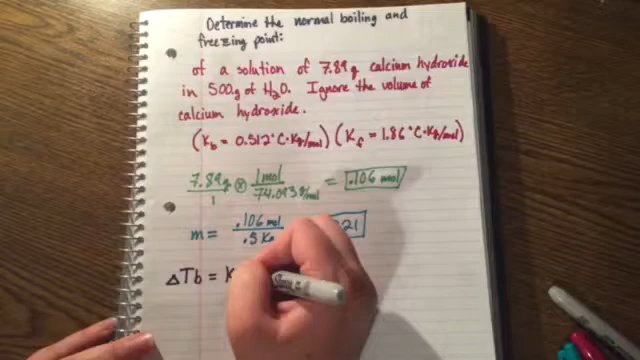 Determine the normal boiling and
freezing point:
of a solution of 7.89g calcium hydroxide
in 500g of H₂O. Ignore the volume of
calcium hydroxide.
(Kb = 0.512°C·Kg/mol) (Kf = 1.86°C·Kg/mol)
7.89g ⊗ 1mol = .106 mol
1 74.093 g/mol
m = .106 mol 21
.5 Kg
ΔTb = K